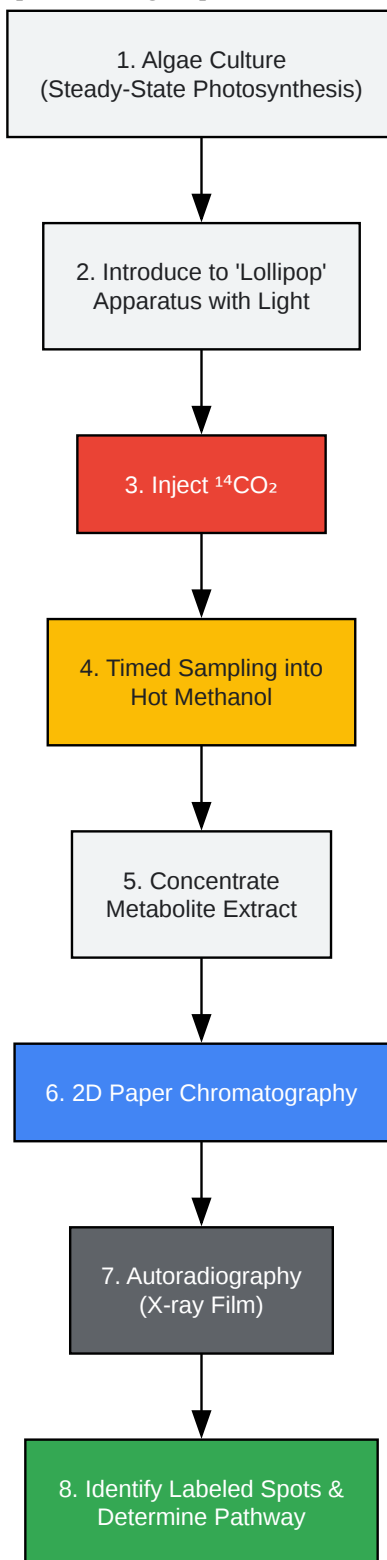 1. Algae Culture
(Steady-State Photosynthesis)
2. Introduce to 'Lollipop'
Apparatus with Light
3. Inject ¹⁴CO₂
4. Timed Sampling into
Hot Methanol
5. Concentrate
Metabolite Extract
6. 2D Paper Chromatography
7. Autoradiography
(X-ray Film)
8. Identify Labeled Spots &
Determine Pathway